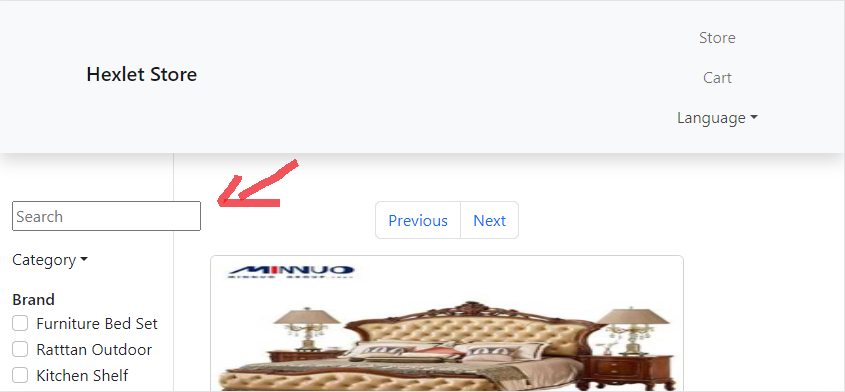 Store
Hexlet Store
Cart
Language
Search
Previous
Next
Category
Brand
Furniture Bed Set
Ratttan Outdoor
Kitchen Shelf
MINNUO